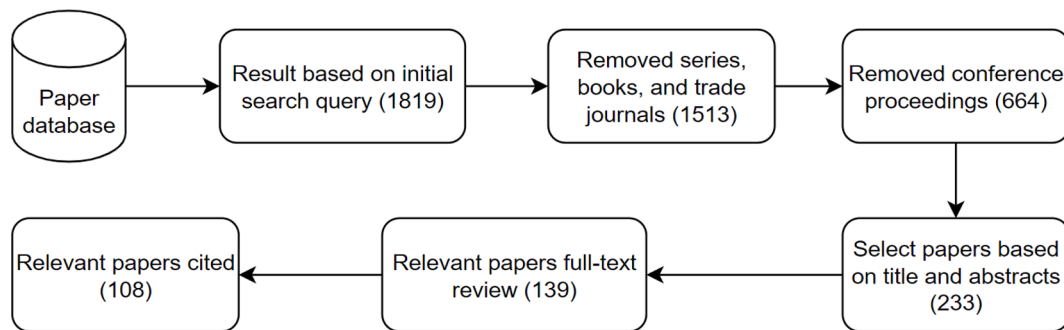 Paper
database
Result based on initial
search query (1819)
Removed series,
books, and trade
journals (1513)
Removed conference
proceedings (664)
Select papers based
on title and abstracts
(233)
Relevant papers full-text
review (139)
Relevant papers cited
(108)